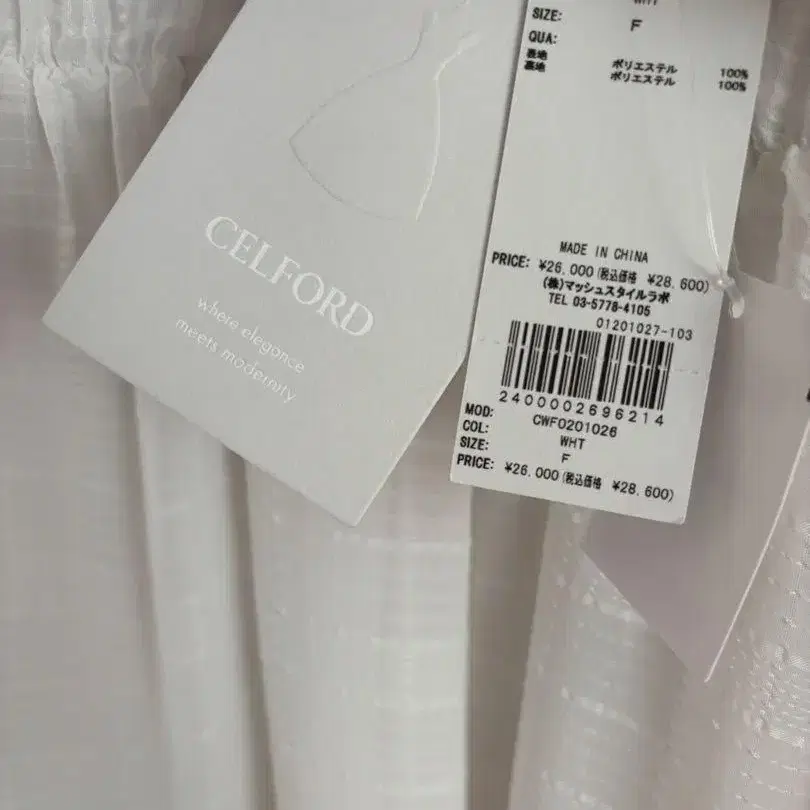 CELFORD
where elegance
meets modernity
WHT
SIZE: F
QUA:
表地 ポリエステル 100%
裏地 ポリエステル 100%
MADE IN CHINA
PRICE: ¥26,000(税込価格 ¥28,600)
(株)マッシュスタイルラボ
TEL 03-5778-4105
01201027-103
2400002696214
MOD: CWFO201026
COL: WHT
SIZE: F
PRICE: ¥26,000(税込価格 ¥28,600)